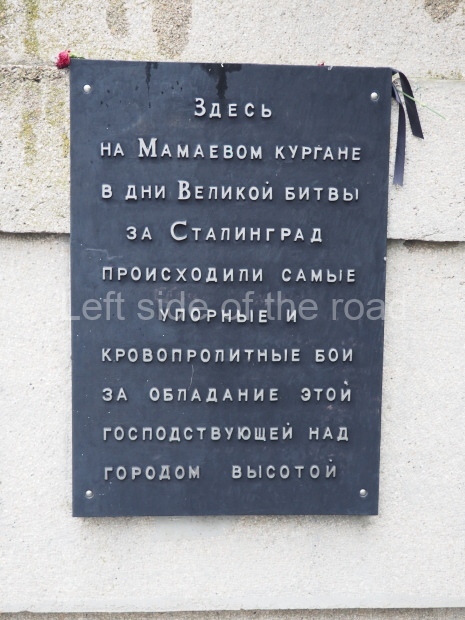 Здесь
на Мамаевом кургане
в дни Великой битвы
за Сталинград
происходили самые
Left side of the road
упорные и
кровопролитные бои
за обладание этой
господствующей над
городом высотой